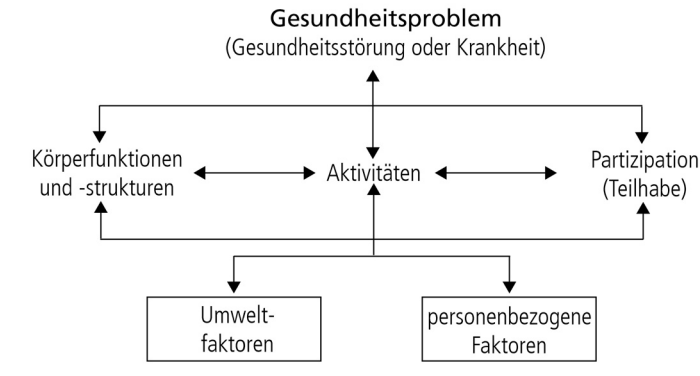 Gesundheitsproblem
(Gesundheitsstörung oder Krankheit)
Körperfunktionen
und -strukturen
Aktivitäten
Partizipation
(Teilhabe)
Umwelt-
faktoren
personenbezogene
Faktoren